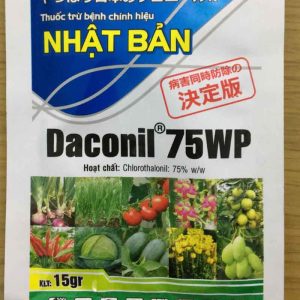 Thuốc trừ bệnh chính hiệu
NHẬT BẢN
病害同時防除の
決定版
Daconil® 75WP
Hoạt chất: Chlorothalonil: 75% w/w
KLT: 15gr